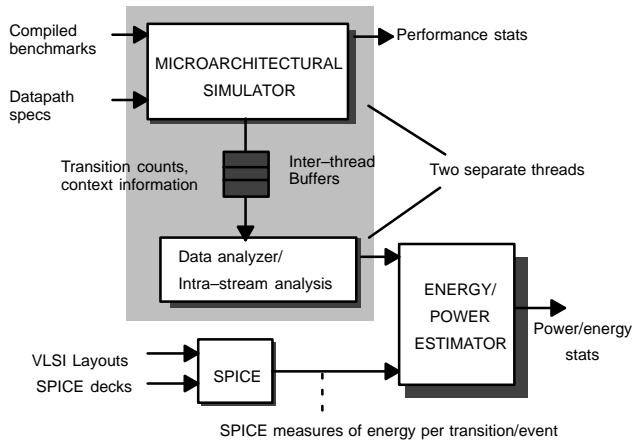 Compiled
benchmarks
Performance stats
MICROARCHITECTURAL
SIMULATOR
Datapath
specs
Transition counts,
context information
Inter–thread
Buffers
Two separate threads
Data analyzer/
Intra–stream analysis
ENERGY/
POWER
ESTIMATOR
Power/energy
stats
VLSI Layouts
SPICE decks
SPICE
SPICE measures of energy per transition/event